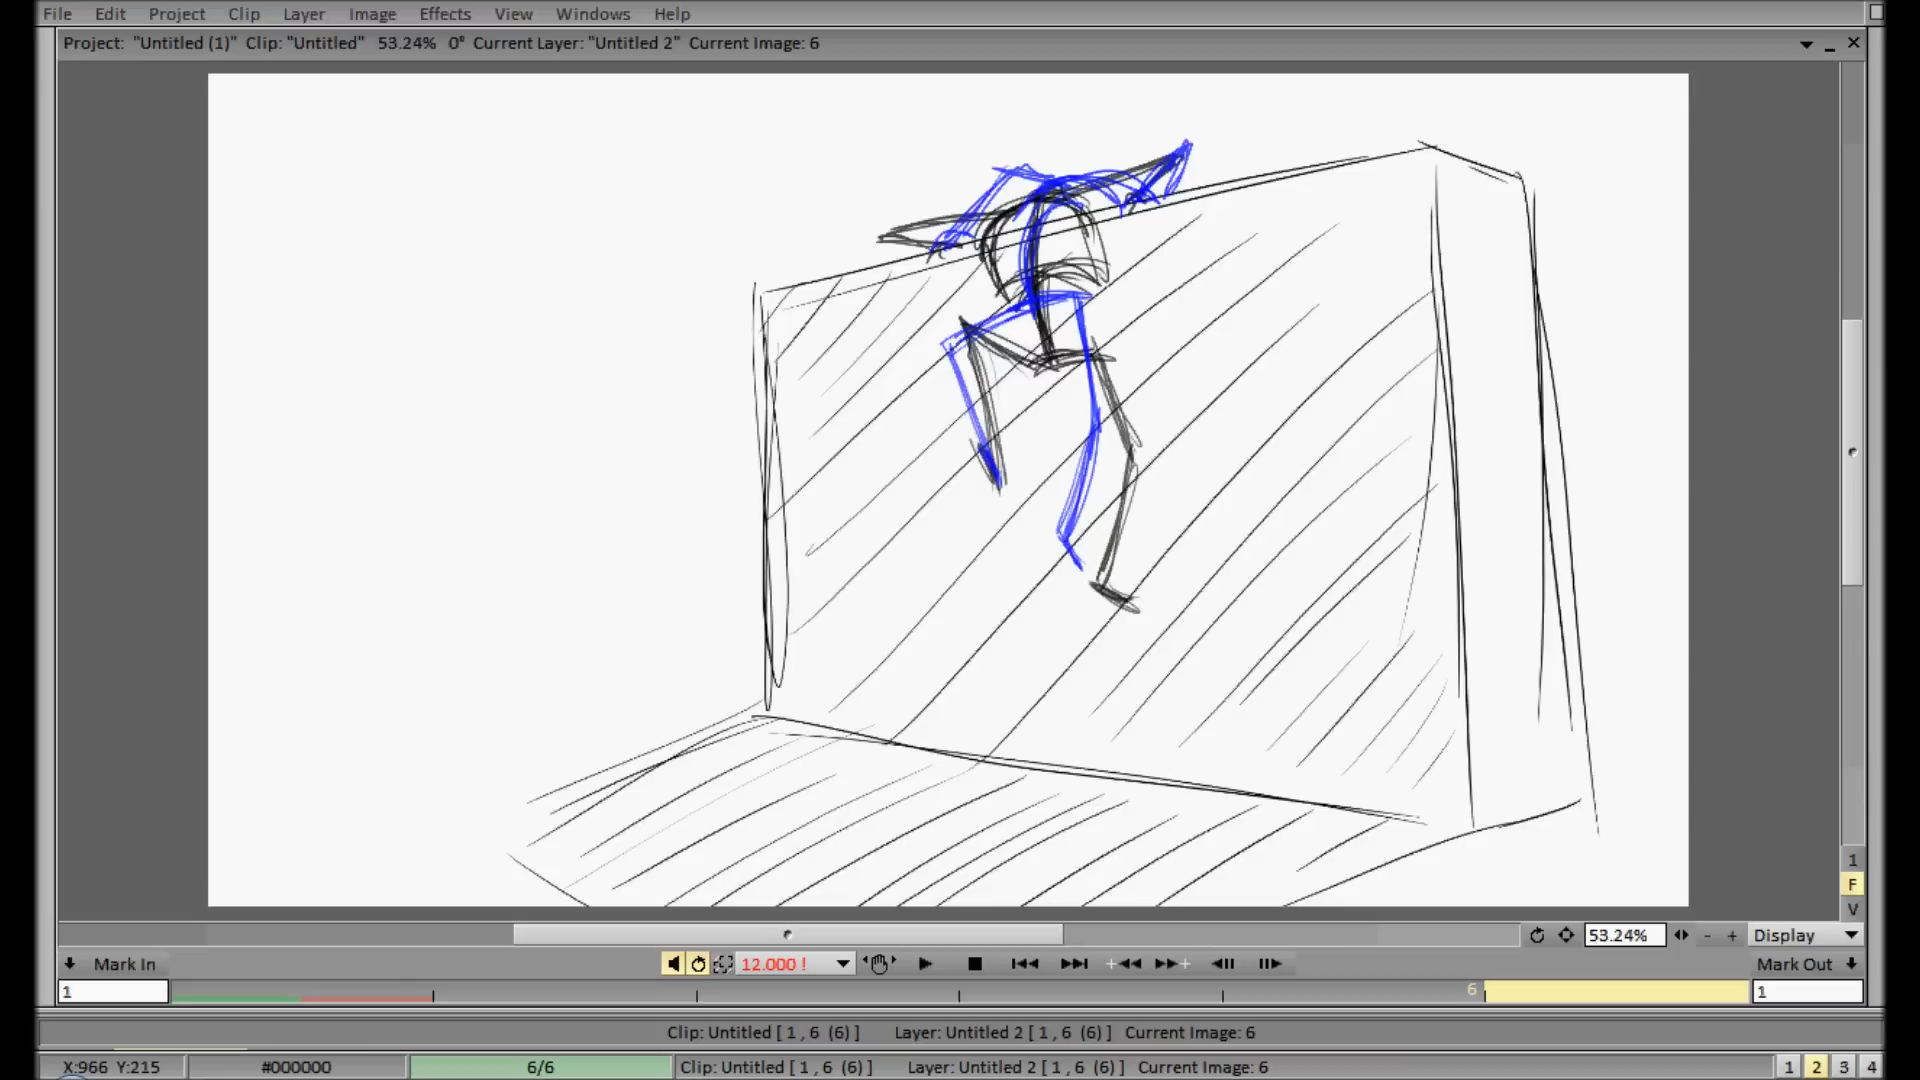 File Edit Project Clip Layer Image Effects View Windows Help
Project: "Untitled (1)" Clip: "Untitled" 53.24% 0° Current Layer: "Untitled 2" Current Image: 6
1
F
V
53.24% - + Display
Mark In 12.000 ! Mark Out
1 6 1
Clip: Untitled [ 1 , 6 (6) ] Layer: Untitled 2 [ 1 , 6 (6) ] Current Image: 6
X:966 Y:215 #000000 6/6 Clip: Untitled [ 1 , 6 (6) ] Layer: Untitled 2 [ 1 , 6 (6) ] Current Image: 6 1 2 3 4